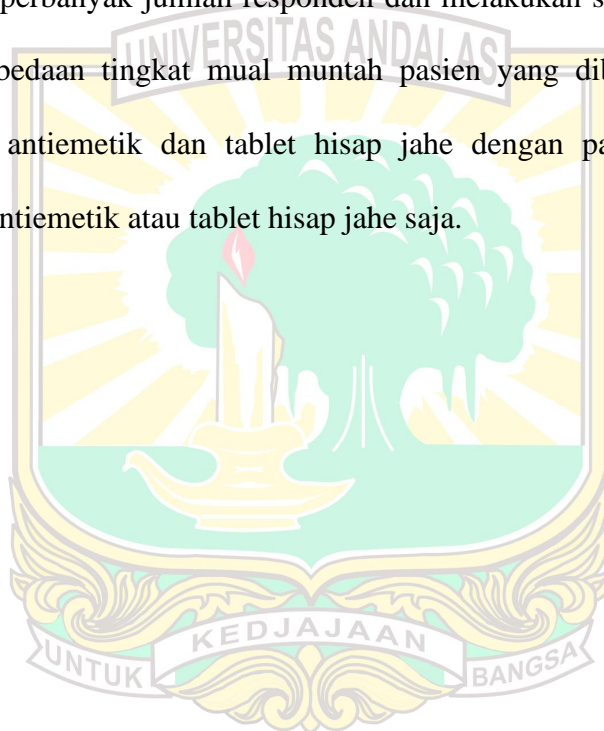 perbanyak jumlah responden dan melakukan s
UNIVERSITAS ANDALAS
bedaan tingkat mual muntah pasien yang dib
antiemetik dan tablet hisap jahe dengan pa
ntiemetik atau tablet hisap jahe saja.
UNTUK KEDJAJAAN BANGSA